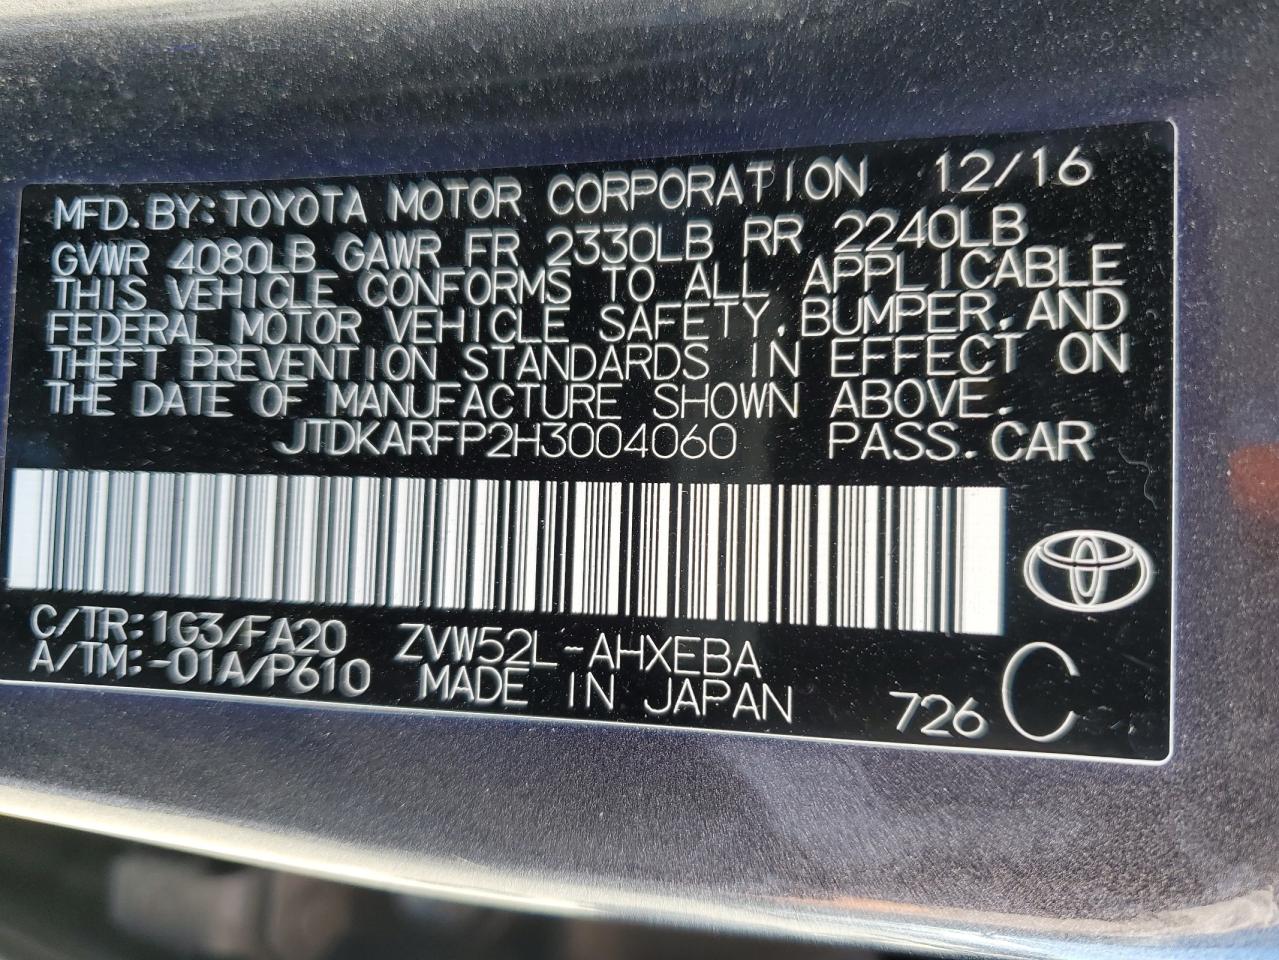 MFD. BY: TOYOTA MOTOR CORPORATION 12/16
GVWR 4080LB GAWR FR 2330LB RR 2240LB
THIS VEHICLE CONFORMS TO ALL APPLICABLE
FEDERAL MOTOR VEHICLE SAFETY, BUMPER, AND
THEFT PREVENTION STANDARDS IN EFFECT ON
THE DATE OF MANUFACTURE SHOWN ABOVE.
JTDKARFP2H3004060 PASS. CAR
C/TR: 1G3/FA20 ZVW52L-AHXEBA
A/TM: -01A/P610 MADE IN JAPAN 726 C